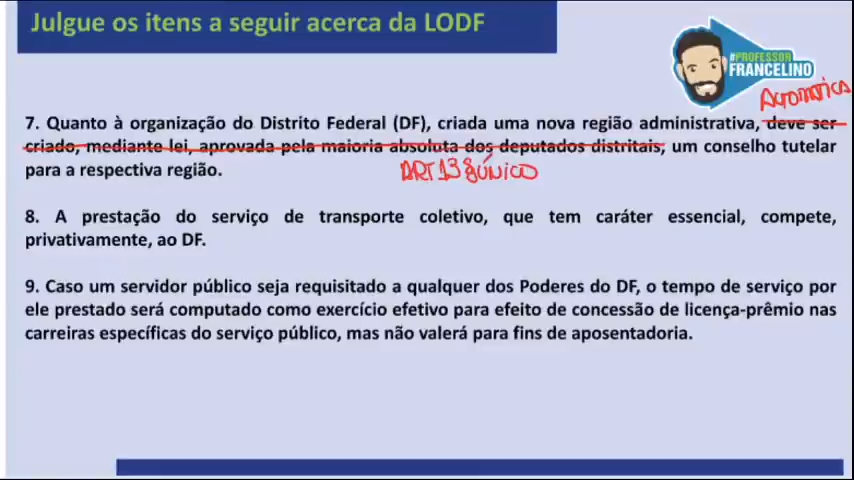 Julgue os itens a seguir acerca da LODF
#PROFESSOR
FRANCELINO
AUTOMÁTICA
7. Quanto à organização do Distrito Federal (DF), criada uma nova região administrativa, deve ser
criado, mediante lei, aprovada pela maioria absoluta dos deputados distritais, um conselho tutelar
para a respectiva região.
ART 13 § ÚNICO
8. A prestação do serviço de transporte coletivo, que tem caráter essencial, compete,
privativamente, ao DF.
9. Caso um servidor público seja requisitado a qualquer dos Poderes do DF, o tempo de serviço por
ele prestado será computado como exercício efetivo para efeito de concessão de licença-prêmio nas
carreiras específicas do serviço público, mas não valerá para fins de aposentadoria.